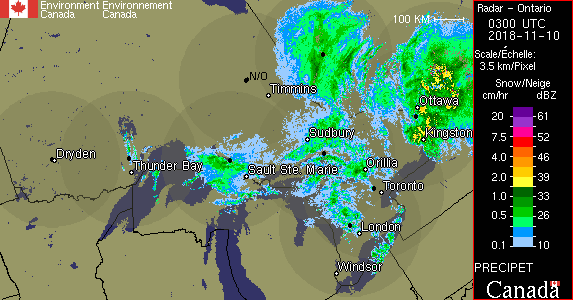 Environment Environnement
Canada Canada
100 KM
N/O
Timmins
Ottawa
Sudbury
Kingston
Dryden
Thunder Bay
Sault Ste. Marie
Orillia
Toronto
London
Windsor
Radar – Ontario
0300 UTC
2018-11-10
Scale/Échelle:
3.5 km/Pixel
Snow/Neige
cm/hr dBZ
20 61
7.5 52
4.0 46
2.0 39
1.0 33
0.5 26
0.1 10
PRECIPET
Canada